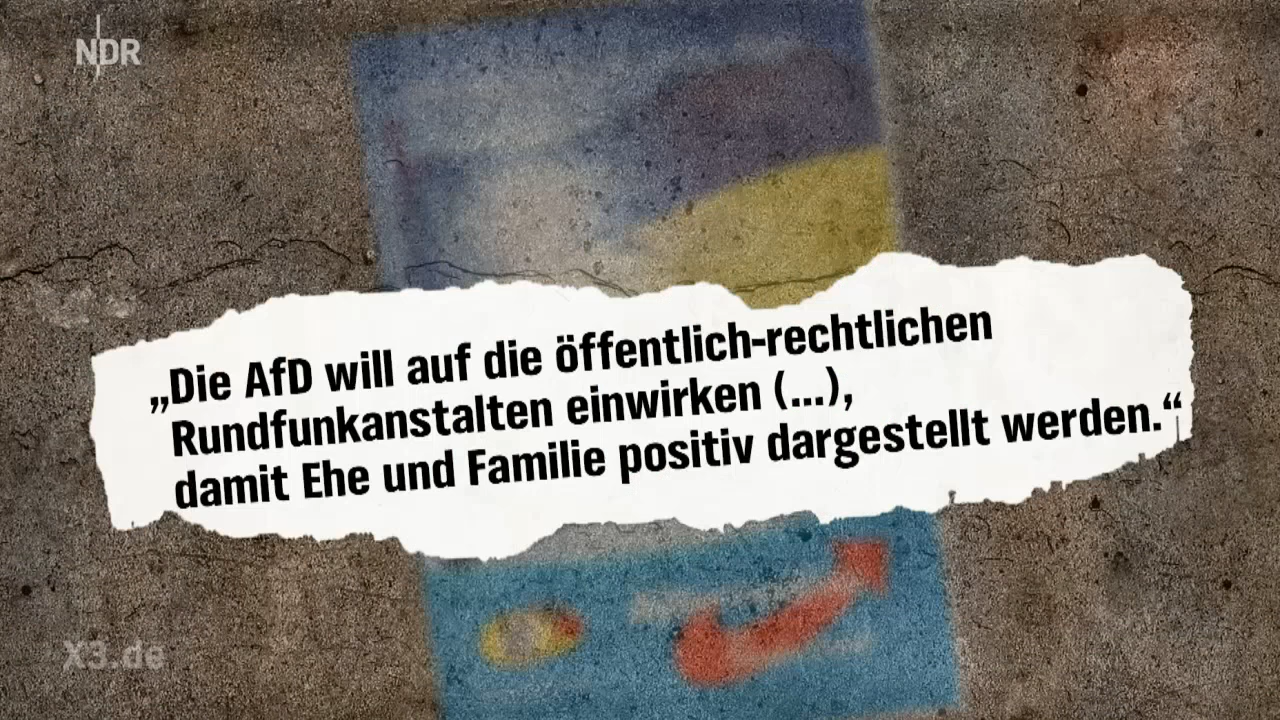 NDR
„Die AfD will auf die öffentlich-rechtlichen
Rundfunkanstalten einwirken (...),
damit Ehe und Familie positiv dargestellt werden.“
X3.de